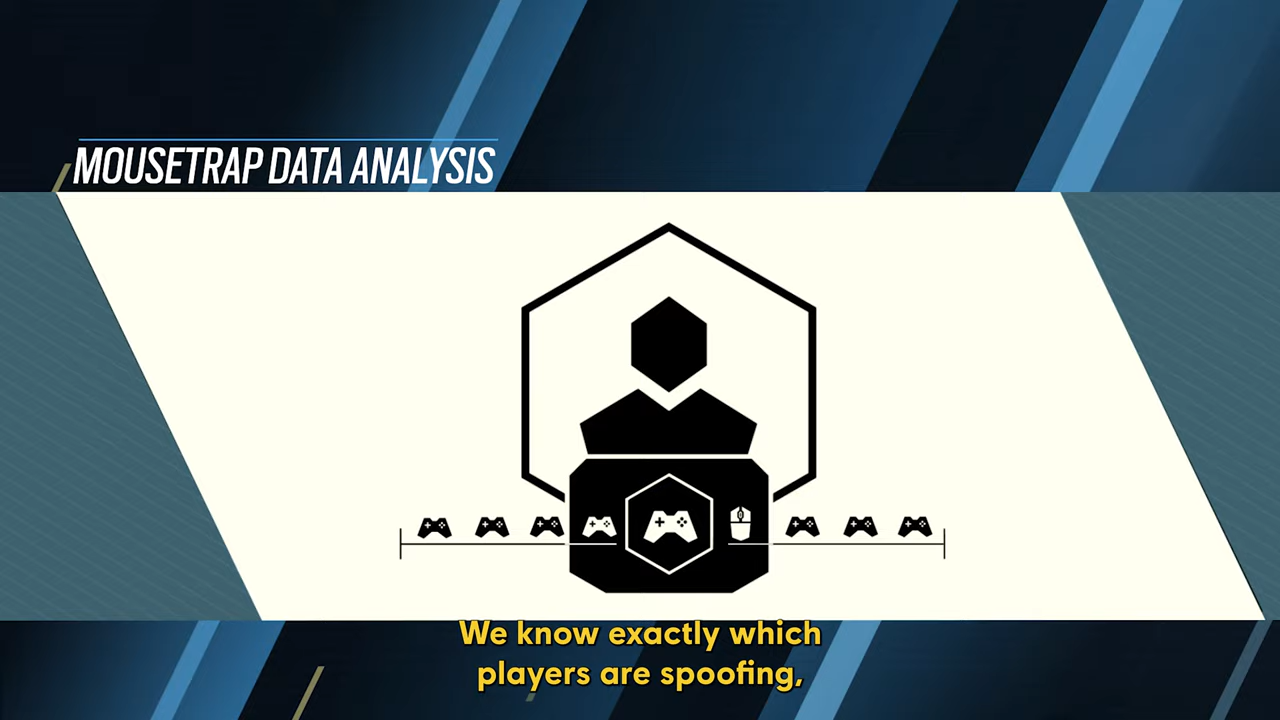 MOUSETRAP DATA ANALYSIS
We know exactly which
players are spoofing,